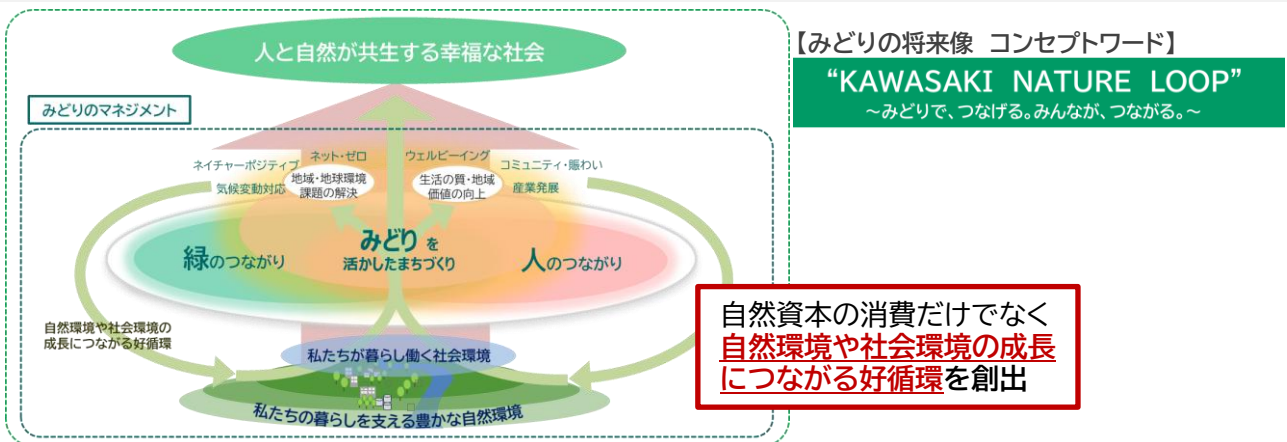 人と自然が共生する幸福な社会
【みどりの将来像 コンセプトワード】
“KAWASAKI NATURE LOOP”
～みどりで、つなげる。みんなが、つながる。～
みどりのマネジメント
ネイチャーポジティブ
ネット・ゼロ
ウェルビーイング
コミュニティ・賑わい
気候変動対応
地域・地球環境
課題の解決
生活の質・地域
価値の向上
産業発展
緑のつながり
みどりを
活かしたまちづくり
人のつながり
自然環境や社会環境の
成長につながる好循環
私たちが暮らし働く社会環境
私たちの暮らしを支える豊かな自然環境
自然資本の消費だけでなく
自然環境や社会環境の成長
につながる好循環を創出